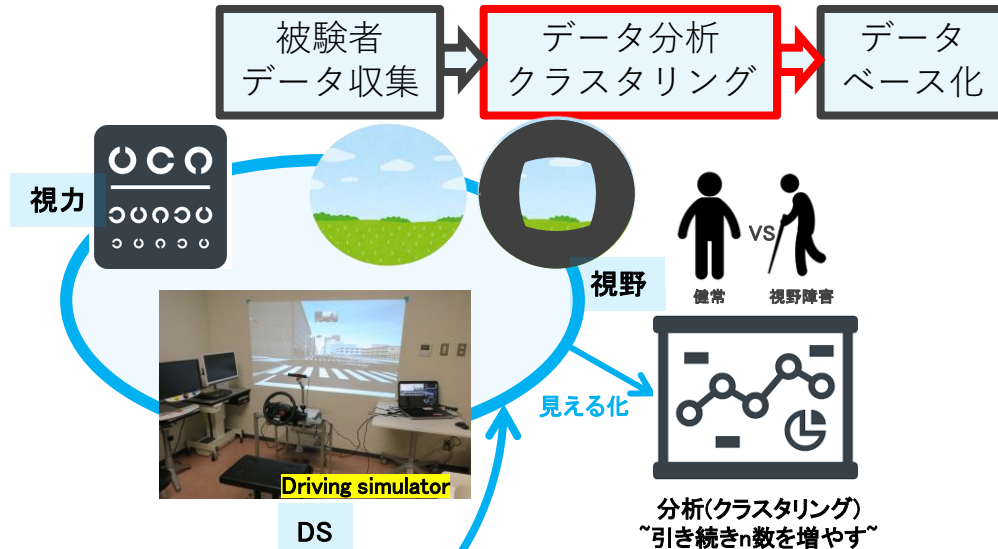 被験者
データ収集
データ分析
クラスタリング
データ
ベース化
視力
視野
VS
健常
視野障害
見える化
Driving simulator
DS
分析(クラスタリング)
~引き続きn数を増やす~